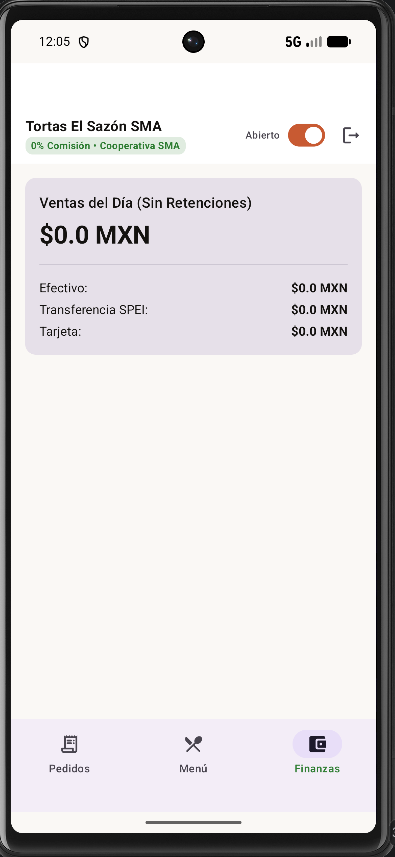 12:05
5G
Tortas El Sazón SMA
0% Comisión • Cooperativa SMA
Abierto
Ventas del Día (Sin Retenciones)
$0.0 MXN
Efectivo: $0.0 MXN
Transferencia SPEI: $0.0 MXN
Tarjeta: $0.0 MXN
Pedidos
Menú
Finanzas